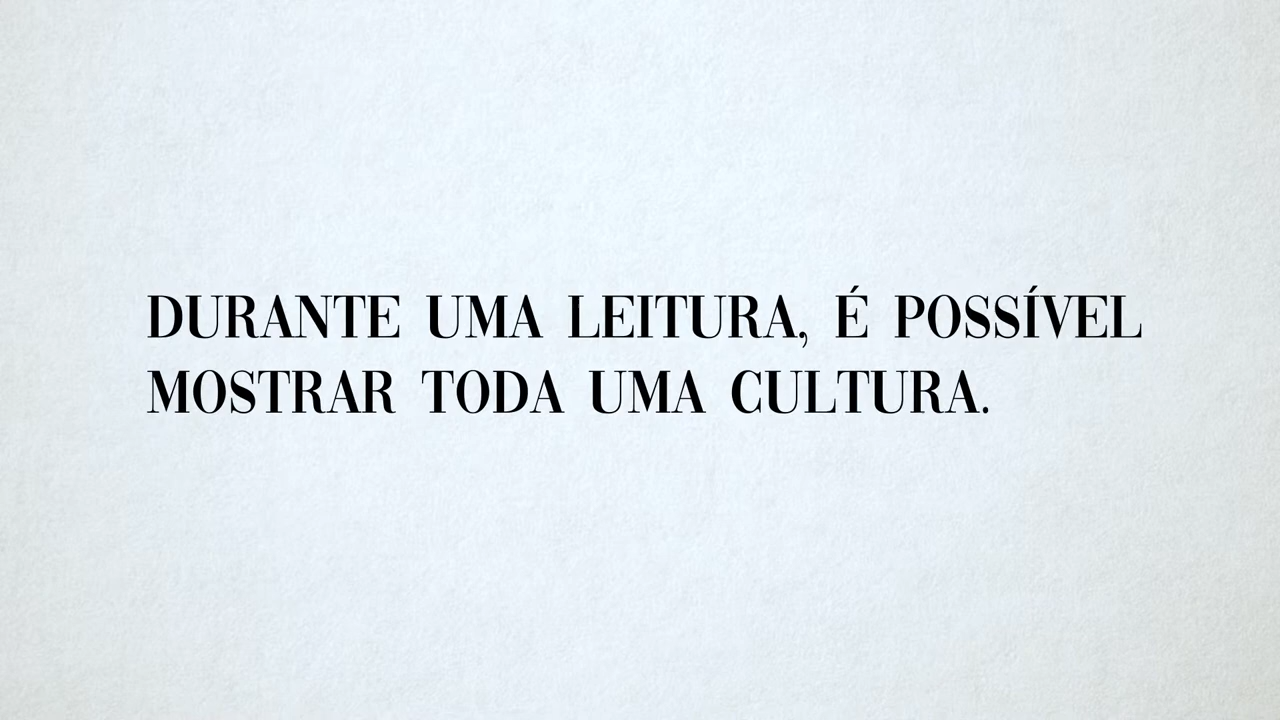 DURANTE UMA LEITURA, É POSSÍVEL
MOSTRAR TODA UMA CULTURA.